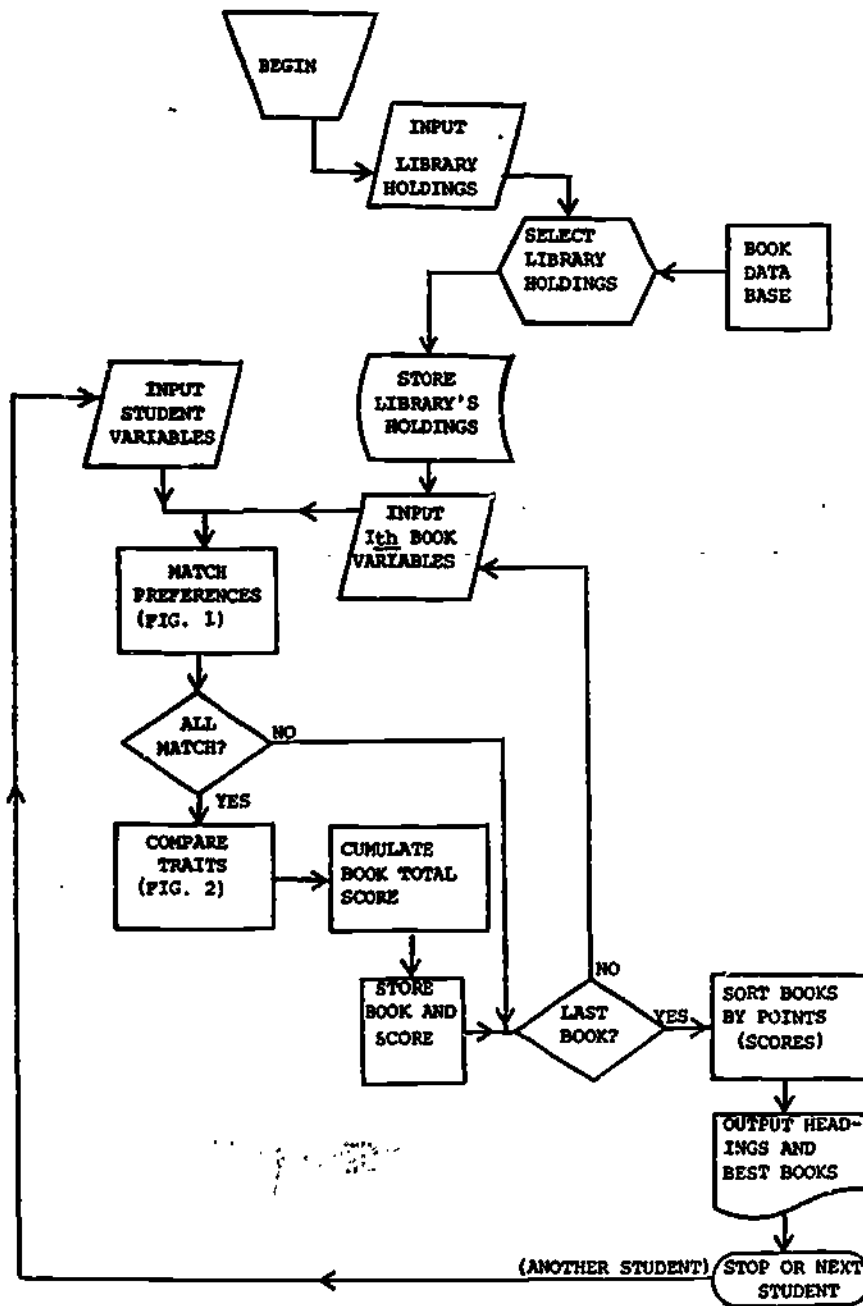 BEGIN
INPUT
LIBRARY
HOLDINGS
SELECT
LIBRARY
HOLDINGS
BOOK
DATA
BASE
STORE
LIBRARY'S
HOLDINGS
INPUT
STUDENT
VARIABLES
INPUT
Ith BOOK
VARIABLES
MATCH
PREFERENCES
(FIG. 1)
ALL
MATCH?
NO
YES
COMPARE
TRAITS
(FIG. 2)
CUMULATE
BOOK TOTAL
SCORE
STORE
BOOK AND
SCORE
LAST
BOOK?
NO
YES
SORT BOOKS
BY POINTS
(SCORES)
OUTPUT HEAD-
INGS AND
BEST BOOKS
(ANOTHER STUDENT)
STOP OR NEXT
STUDENT